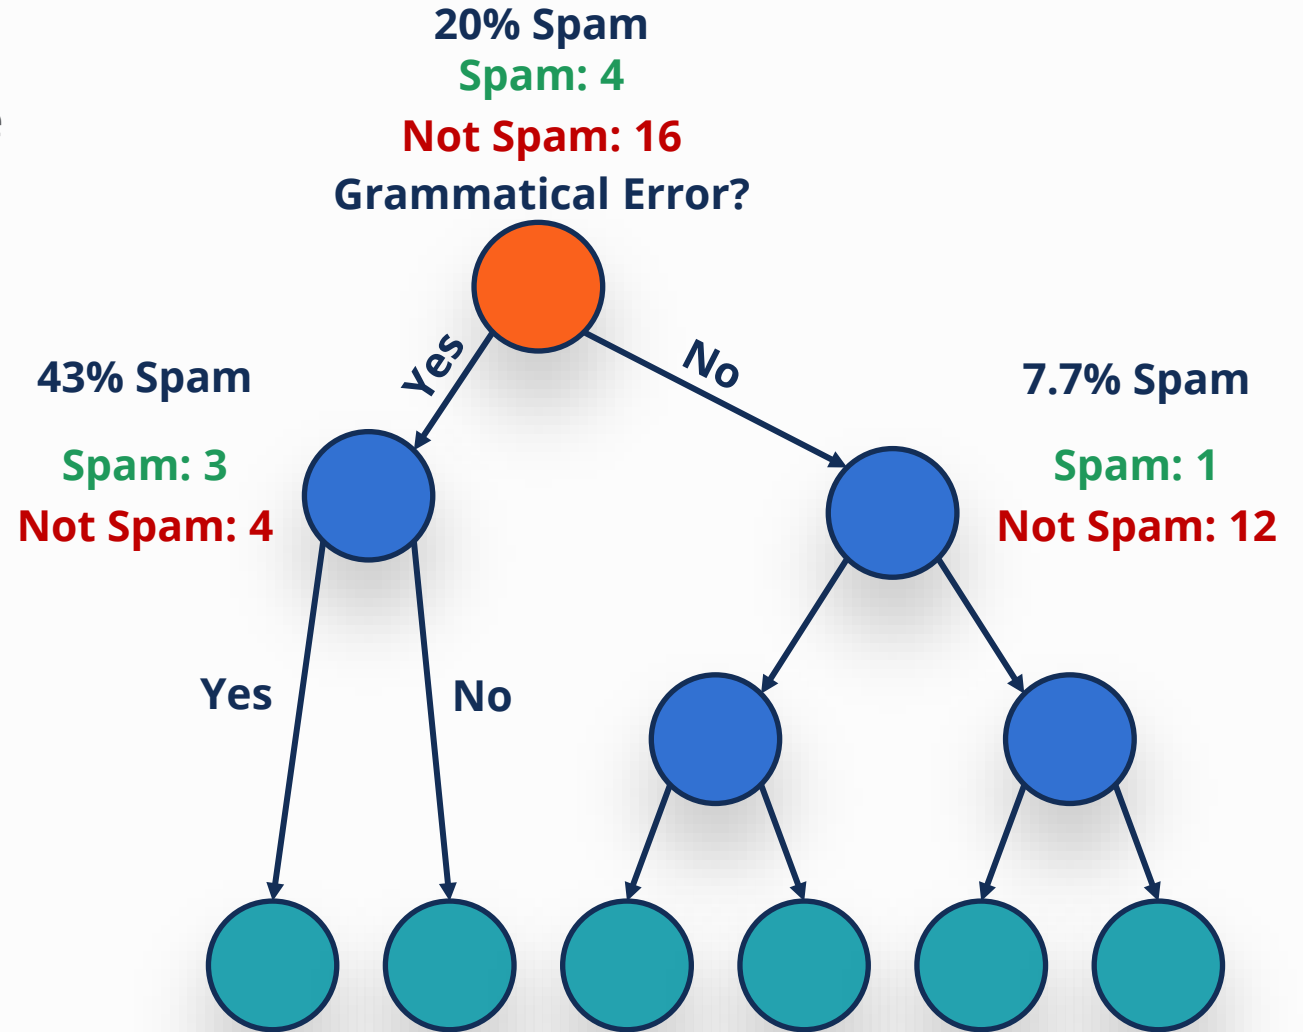 20% Spam
Spam: 4
Not Spam: 16
Grammatical Error?
Yes
No
43% Spam
Spam: 3
Not Spam: 4
7.7% Spam
Spam: 1
Not Spam: 12
Yes
No